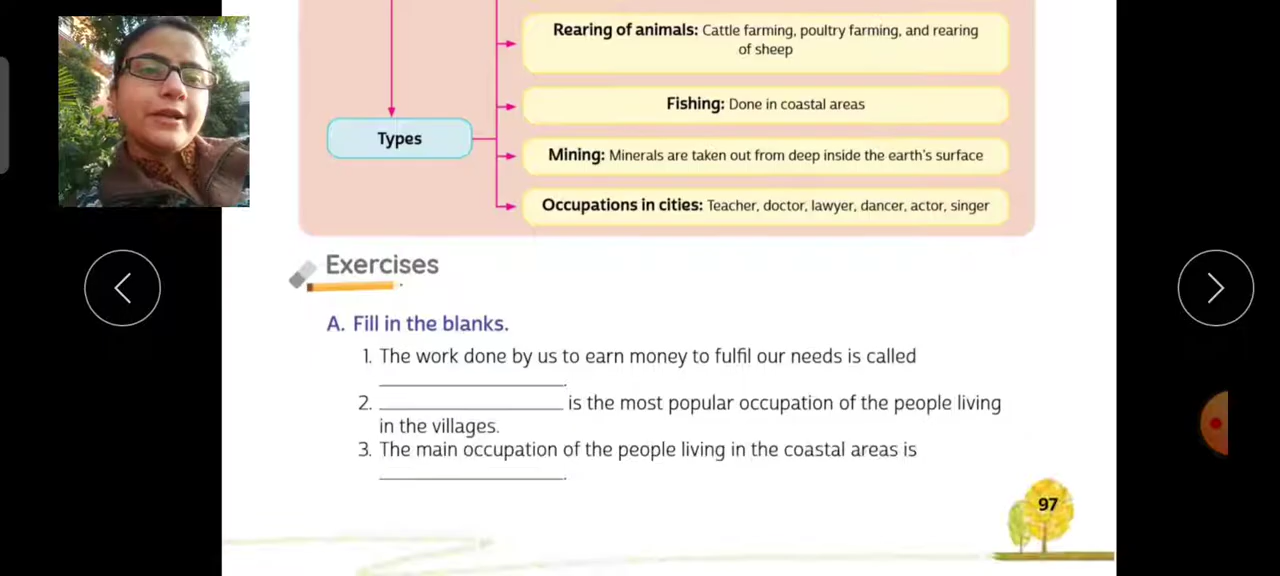 Rearing of animals: Cattle farming, poultry farming, and rearing
of sheep
Fishing: Done in coastal areas
Types
Mining: Minerals are taken out from deep inside the earth's surface
Occupations in cities: Teacher, doctor, lawyer, dancer, actor, singer
Exercises
A. Fill in the blanks.
1. The work done by us to earn money to fulfil our needs is called
____________________.
2. ____________________ is the most popular occupation of the people living
in the villages.
3. The main occupation of the people living in the coastal areas is
____________________.
97